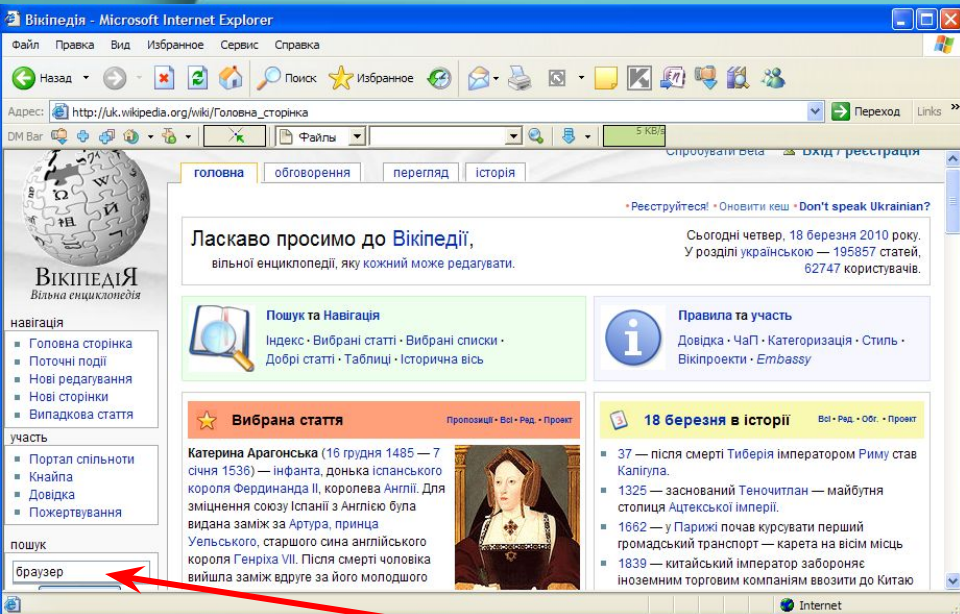 Вікіпедія - Microsoft Internet Explorer
Файл Правка Вид Избранное Сервис Справка
Назад Поиск Избранное
Адрес: http://uk.wikipedia.org/wiki/Головна_сторінка Переход Links »
DM Bar Файлы 5 KB/s
Спробувати Beta Вхід / реєстрація
головна обговорення перегляд історія
• Реєструйтеся! • Оновити кеш • Don't speak Ukrainian?
Ласкаво просимо до Вікіпедії,
вільної енциклопедії, яку кожний може редагувати.
Сьогодні четвер, 18 березня 2010 року.
У розділі українською — 195857 статей,
62747 користувачів.
ВікіпедіЯ
Вільна енциклопедія
навігація
Головна сторінка
Поточні події
Нові редагування
Нові сторінки
Випадкова стаття
участь
Портал спільноти
Кнайпа
Довідка
Пожертвування
пошук
браузер
Пошук та Навігація
Індекс · Вибрані статті · Вибрані списки ·
Добрі статті · Таблиці · Історична вісь
Правила та участь
Довідка · ЧаП · Категоризація · Стиль ·
Вікіпроекти · Embassy
Вибрана стаття Пропозиції • Всі • Ред. • Проект
Катерина Арагонська (16 грудня 1485 — 7
січня 1536) — інфанта, донька іспанського
короля Фердинанда II, королева Англії. Для
зміцнення союзу Іспанії з Англією була
видана заміж за Артура, принца
Уельського, старшого сина англійського
короля Генріха VII. Після смерті чоловіка
вийшла заміж вдруге за його молодшого
18 березня в історії Всі • Ред. • Обг. • Проект
37 — після смерті Тиберія імператором Риму став
Калігула.
1325 — заснований Теночитлан — майбутня
столиця Ацтекської імперії.
1662 — у Парижі почав курсувати перший
громадський транспорт — карета на вісім місць
1839 — китайський імператор забороняє
іноземним торговим компаніям ввозити до Китаю
Internet